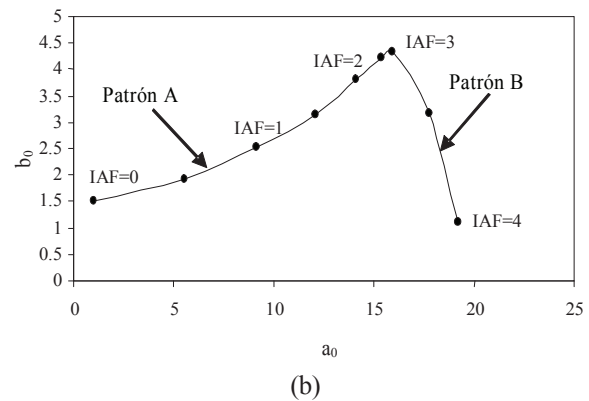 5
4.5
4
3.5
3
2.5
2
1.5
1
0.5
0
b₀
IAF=3
IAF=2
Patrón A
Patrón B
IAF=1
IAF=0
IAF=4
0 5 10 15 20 25
a₀
(b)